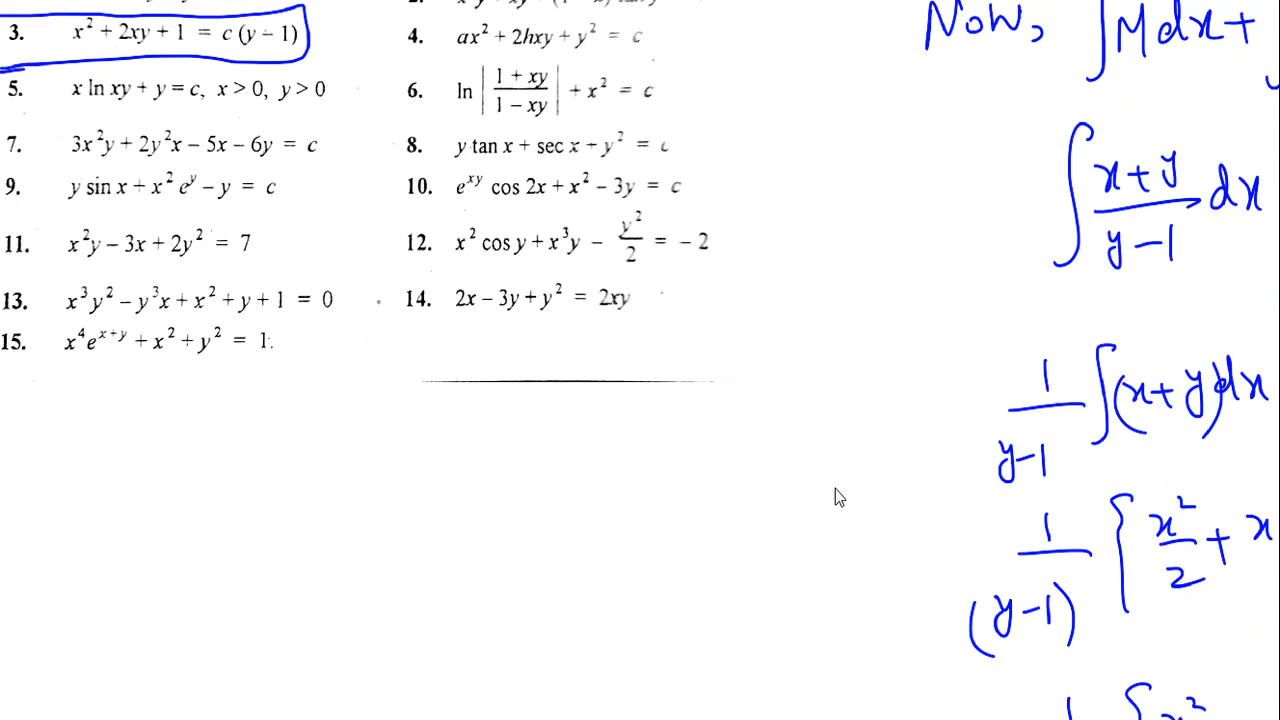 3. x² + 2xy + 1 = c (y – 1)
4. ax² + 2hxy + y² = c
5. x ln xy + y = c, x > 0, y > 0
6. ln | (1 + xy)/(1 – xy) | + x² = c
7. 3x²y + 2y²x – 5x – 6y = c
8. y tan x + sec x + y² = c
9. y sin x + x² eʸ – y = c
10. eˣʸ cos 2x + x² – 3y = c
11. x²y – 3x + 2y² = 7
12. x² cos y + x³y – y²/2 = – 2
13. x³y² – y³x + x² + y + 1 = 0
14. 2x – 3y + y² = 2xy
15. x⁴eˣ⁺ʸ + x² + y² = 1.
Now, ∫M dx +
∫ (x+y)/(y–1) dx
1/(y–1) ∫(x+y)dx
1/(y–1) { x²/2 + x